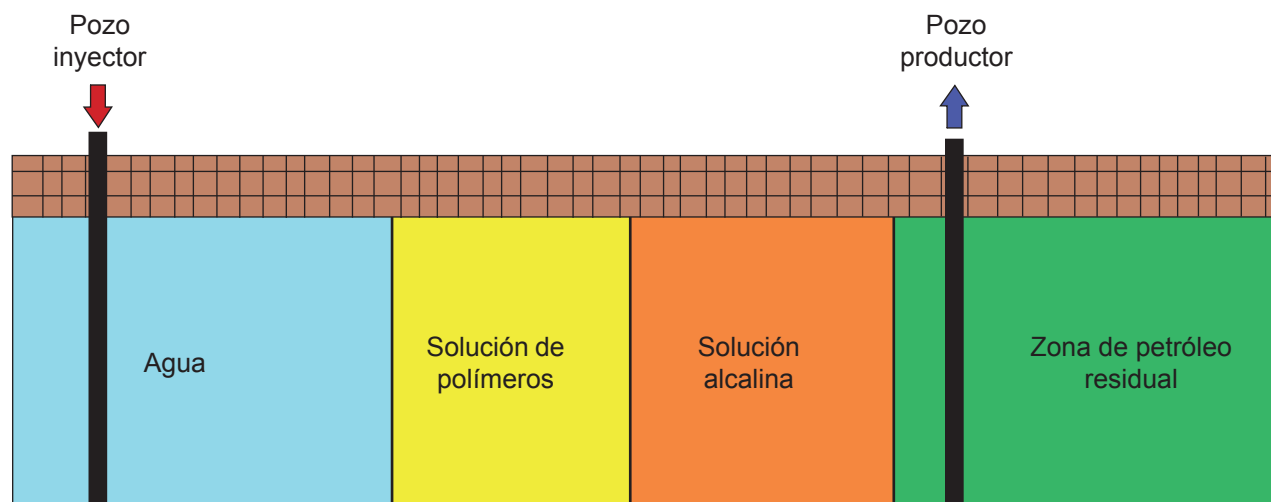 Pozo
inyector
Pozo
productor
Agua
Solución de
polímeros
Solución
alcalina
Zona de petróleo
residual